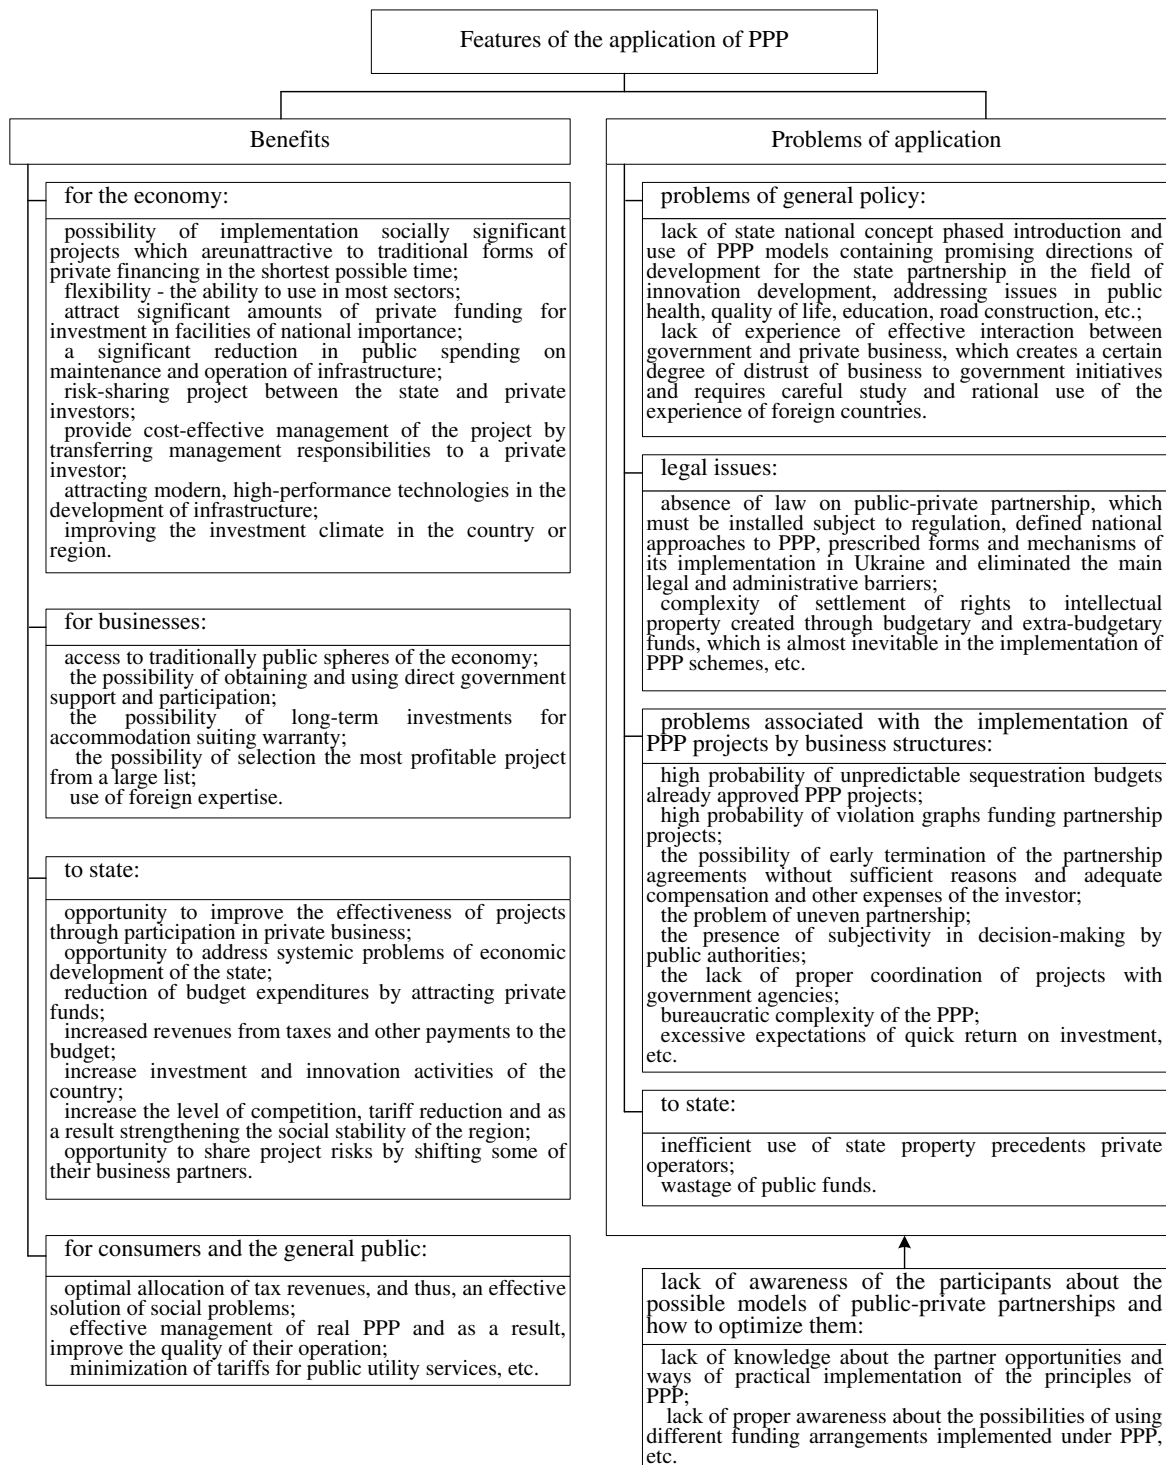 Features of the application of PPP
Benefits
for the economy:
possibility of implementation socially significant
projects which areunattractive to traditional forms of
private financing in the shortest possible time;
flexibility - the ability to use in most sectors;
attract significant amounts of private funding for
investment in facilities of national importance;
a significant reduction in public spending on
maintenance and operation of infrastructure;
risk-sharing project between the state and private
investors;
provide cost-effective management of the project by
transferring management responsibilities to a private
investor;
attracting modern, high-performance technologies in the
development of infrastructure;
improving the investment climate in the country or
region.
for businesses:
access to traditionally public spheres of the economy;
the possibility of obtaining and using direct government
support and participation;
the possibility of long-term investments for
accommodation suiting warranty;
the possibility of selection the most profitable project
from a large list;
use of foreign expertise.
to state:
opportunity to improve the effectiveness of projects
through participation in private business;
opportunity to address systemic problems of economic
development of the state;
reduction of budget expenditures by attracting private
funds;
increased revenues from taxes and other payments to the
budget;
increase investment and innovation activities of the
country;
increase the level of competition, tariff reduction and as
a result strengthening the social stability of the region;
opportunity to share project risks by shifting some of
their business partners.
for consumers and the general public:
optimal allocation of tax revenues, and thus, an effective
solution of social problems;
effective management of real PPP and as a result,
improve the quality of their operation;
minimization of tariffs for public utility services, etc.
Problems of application
problems of general policy:
lack of state national concept phased introduction and
use of PPP models containing promising directions of
development for the state partnership in the field of
innovation development, addressing issues in public
health, quality of life, education, road construction, etc.;
lack of experience of effective interaction between
government and private business, which creates a certain
degree of distrust of business to government initiatives
and requires careful study and rational use of the
experience of foreign countries.
legal issues:
absence of law on public-private partnership, which
must be installed subject to regulation, defined national
approaches to PPP, prescribed forms and mechanisms of
its implementation in Ukraine and eliminated the main
legal and administrative barriers;
complexity of settlement of rights to intellectual
property created through budgetary and extra-budgetary
funds, which is almost inevitable in the implementation of
PPP schemes, etc.
problems associated with the implementation of
PPP projects by business structures:
high probability of unpredictable sequestration budgets
already approved PPP projects;
high probability of violation graphs funding partnership
projects;
the possibility of early termination of the partnership
agreements without sufficient reasons and adequate
compensation and other expenses of the investor;
the problem of uneven partnership;
the presence of subjectivity in decision-making by
public authorities;
the lack of proper coordination of projects with
government agencies;
bureaucratic complexity of the PPP;
excessive expectations of quick return on investment,
etc.
to state:
inefficient use of state property precedents private
operators;
wastage of public funds.
lack of awareness of the participants about the
possible models of public-private partnerships and
how to optimize them:
lack of knowledge about the partner opportunities and
ways of practical implementation of the principles of
PPP;
lack of proper awareness about the possibilities of using
different funding arrangements implemented under PPP,
etc.